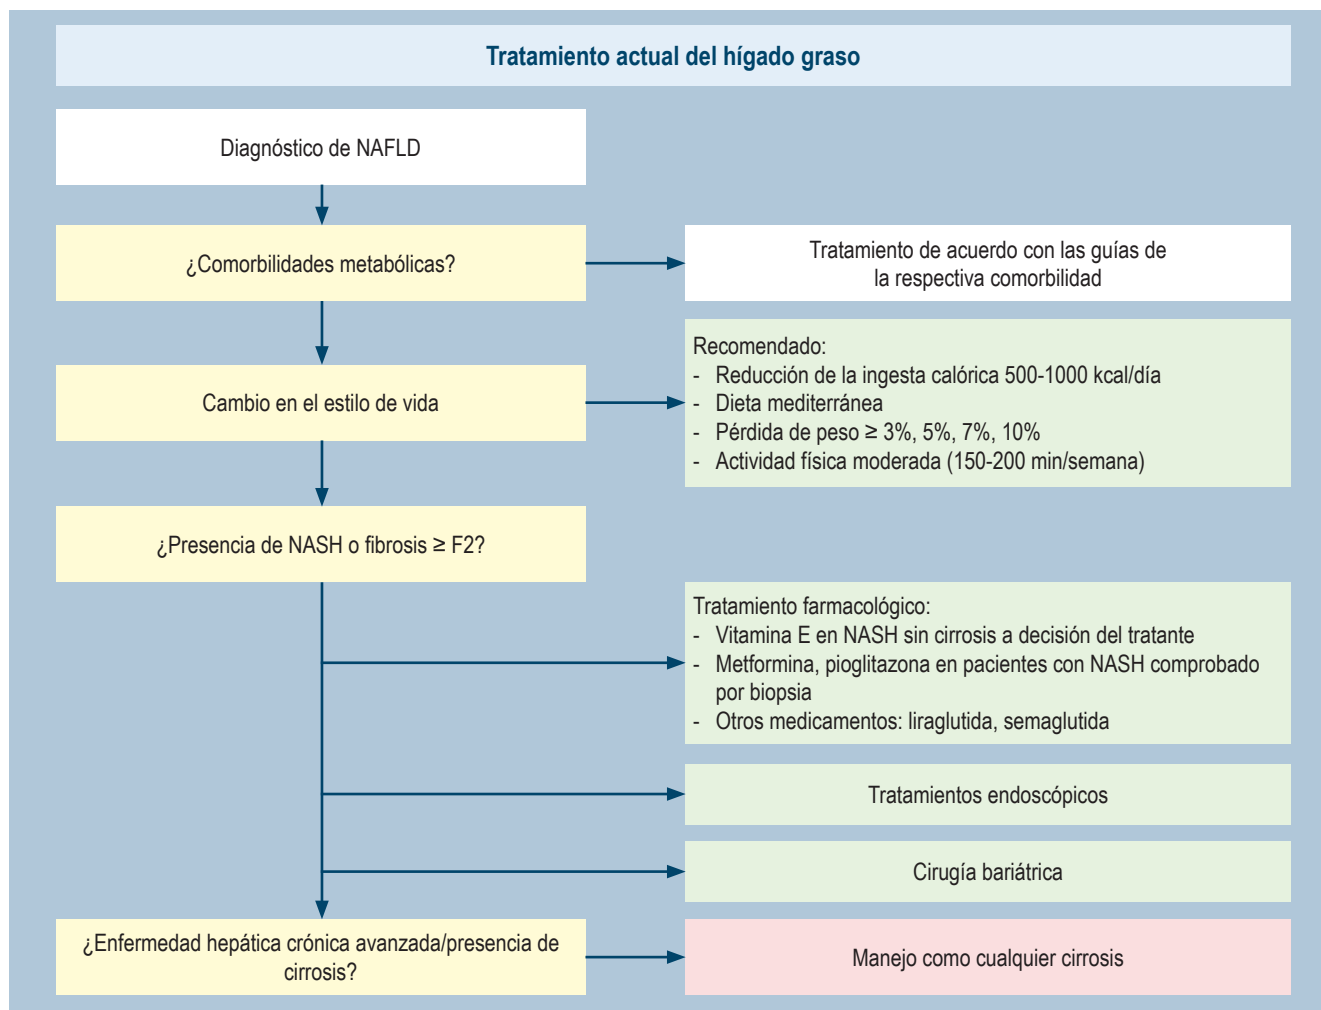 Tratamiento actual del hígado graso
Diagnóstico de NAFLD
¿Comorbilidades metabólicas?
Tratamiento de acuerdo con las guías de
la respectiva comorbilidad
Cambio en el estilo de vida
Recomendado:
- Reducción de la ingesta calórica 500-1000 kcal/día
- Dieta mediterránea
- Pérdida de peso ≥ 3%, 5%, 7%, 10%
- Actividad física moderada (150-200 min/semana)
¿Presencia de NASH o fibrosis ≥ F2?
Tratamiento farmacológico:
- Vitamina E en NASH sin cirrosis a decisión del tratante
- Metformina, pioglitazona en pacientes con NASH comprobado
por biopsia
- Otros medicamentos: liraglutida, semaglutida
Tratamientos endoscópicos
Cirugía bariátrica
¿Enfermedad hepática crónica avanzada/presencia de
cirrosis?
Manejo como cualquier cirrosis